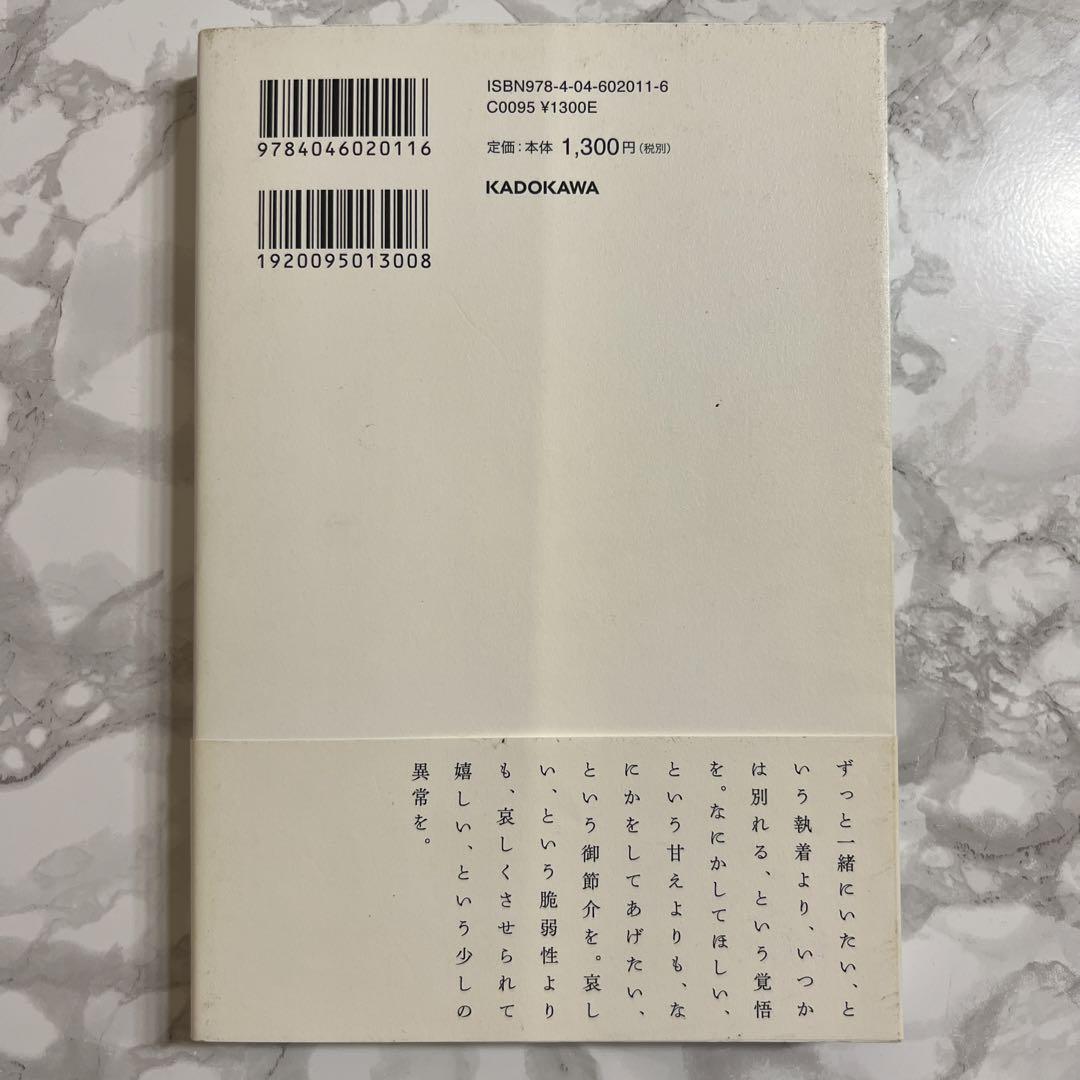 9784046020116
1920095013008
ISBN978-4-04-602011-6
C0095 ¥1300E
定価：本体 1,300円（税別）
KADOKAWA
ずっと一緒にいたい、と
いう執着より、いつか
は別れる、という覚悟
を。なにかしてほしい、
という甘えよりも、な
にかをしてあげたい、
という御節介を。哀し
い、という脆弱性より
も、哀しくさせられて
嬉しい、という少しの
異常を。